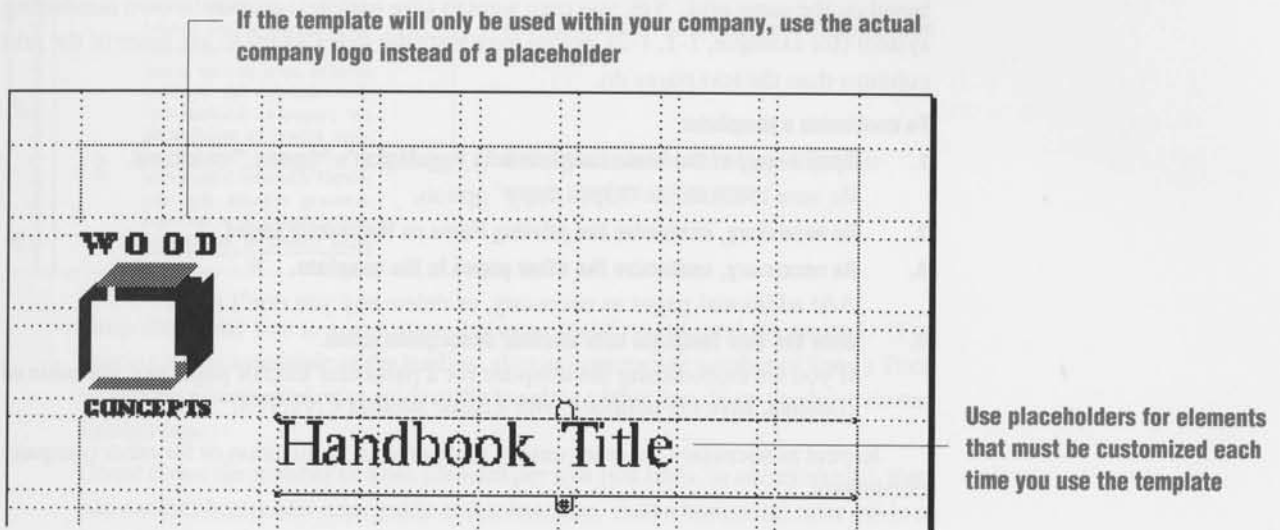 If the template will only be used within your company, use the actual
company logo instead of a placeholder
WOOD
CONCEPTS
Handbook Title
#
Use placeholders for elements
that must be customized each
time you use the template